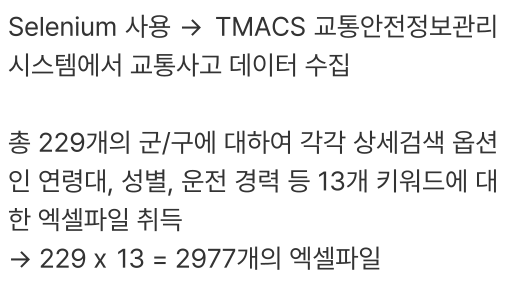 Selenium 사용 → TMACS 교통안전정보관리
시스템에서 교통사고 데이터 수집
총 229개의 군/구에 대하여 각각 상세검색 옵션
인 연령대, 성별, 운전 경력 등 13개 키워드에 대
한 엑셀파일 취득
→ 229 x 13 = 2977개의 엑셀파일